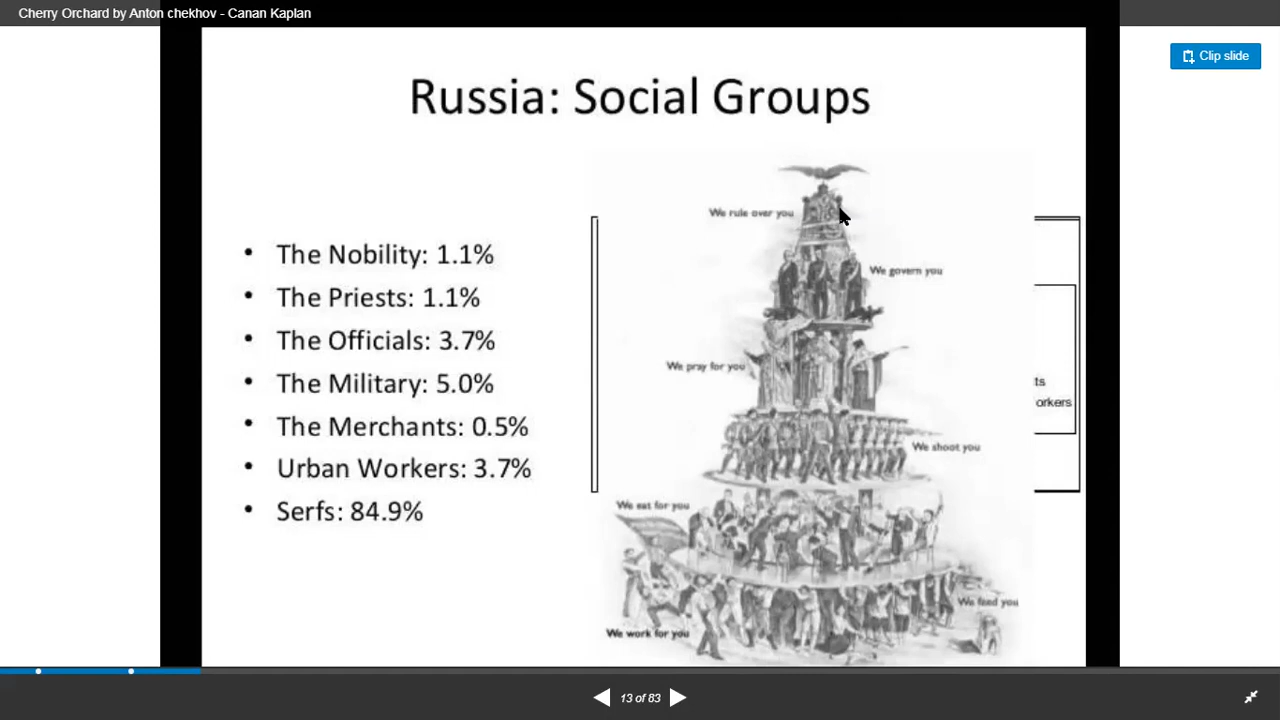 Cherry Orchard by Anton chekhov - Canan Kaplan
Clip slide
Russia: Social Groups
• The Nobility: 1.1%
• The Priests: 1.1%
• The Officials: 3.7%
• The Military: 5.0%
• The Merchants: 0.5%
• Urban Workers: 3.7%
• Serfs: 84.9%
We rule over you
We govern you
We pray for you
ts
orkers
We shoot you
We eat for you
We feed you
We work for you
13 of 83